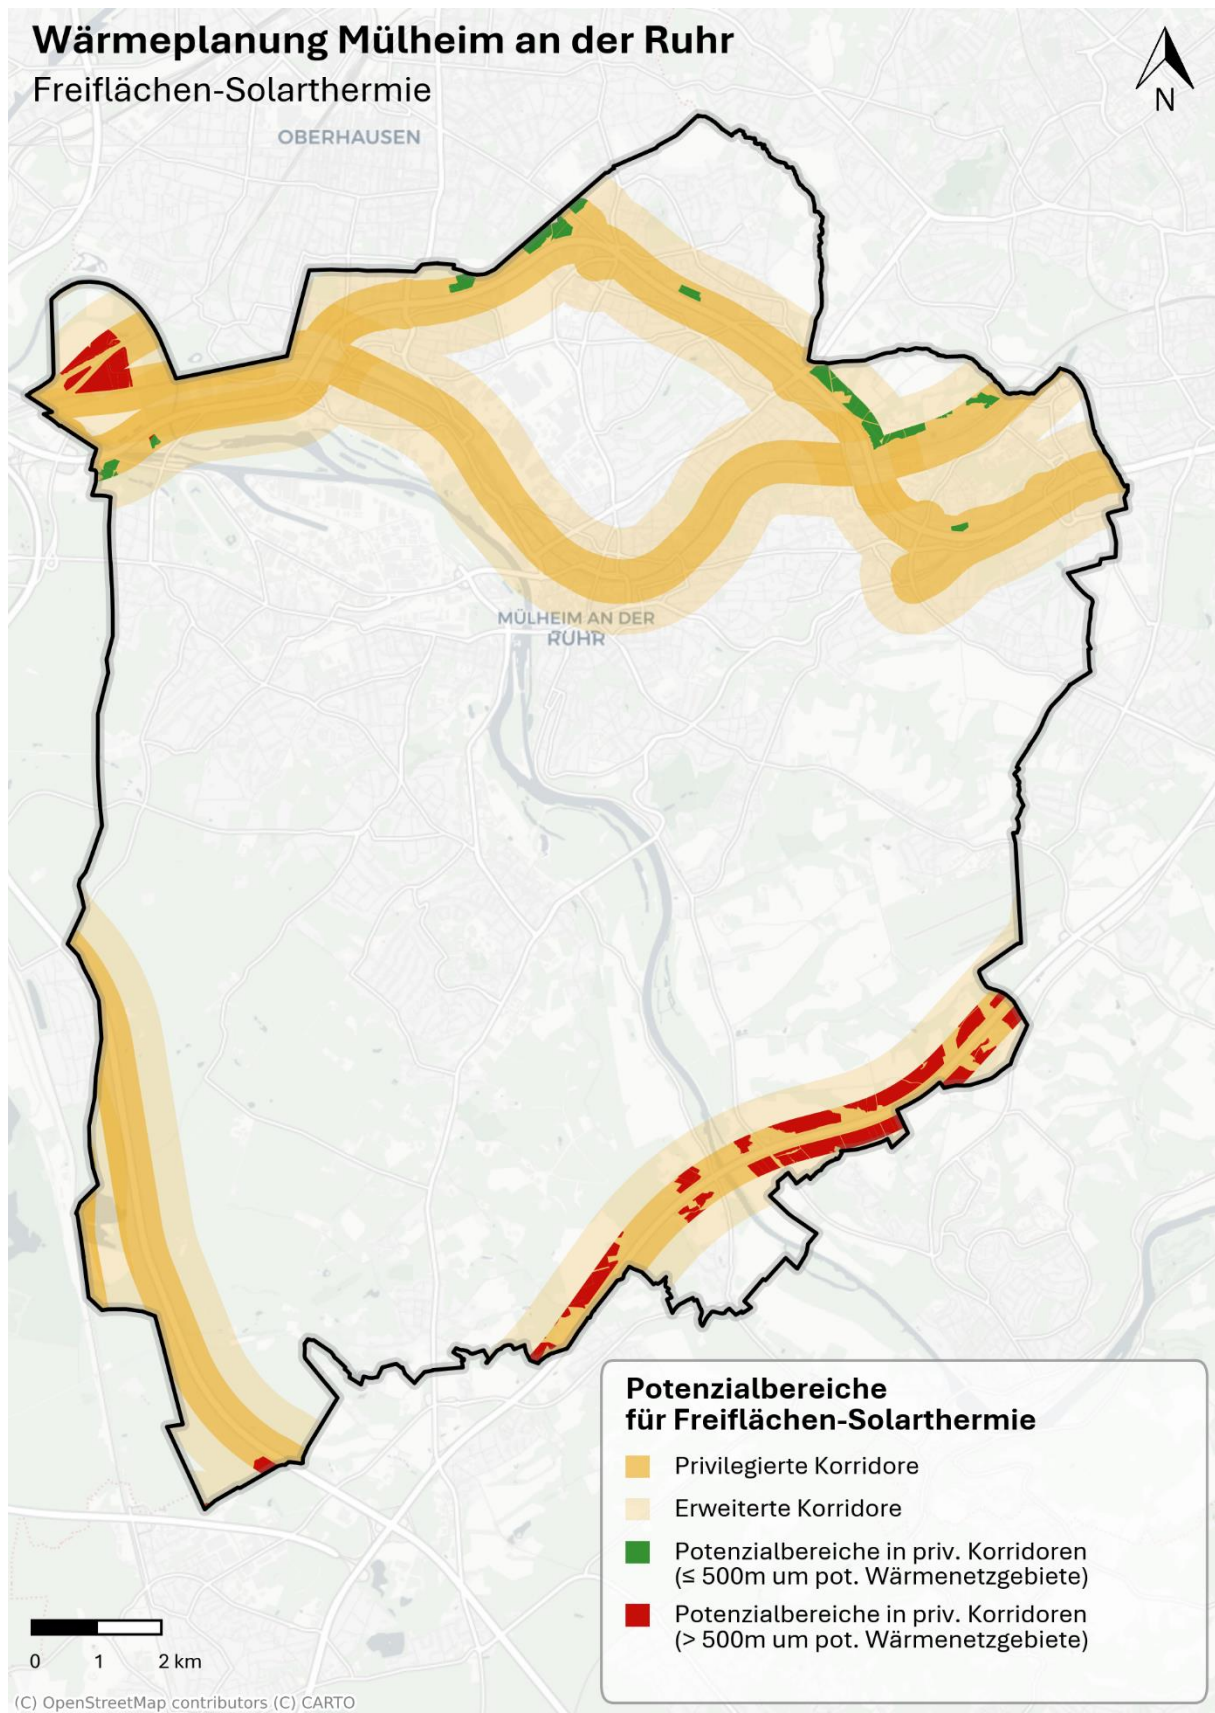 Wärmeplanung Mülheim an der Ruhr
Freiflächen-Solarthermie
N
OBERHAUSEN
MÜLHEIM AN DER
RUHR
Potenzialbereiche
für Freiflächen-Solarthermie
Privilegierte Korridore
Erweiterte Korridore
Potenzialbereiche in priv. Korridoren
(≤ 500m um pot. Wärmenetzgebiete)
Potenzialbereiche in priv. Korridoren
(> 500m um pot. Wärmenetzgebiete)
0 1 2 km
(C) OpenStreetMap contributors (C) CARTO